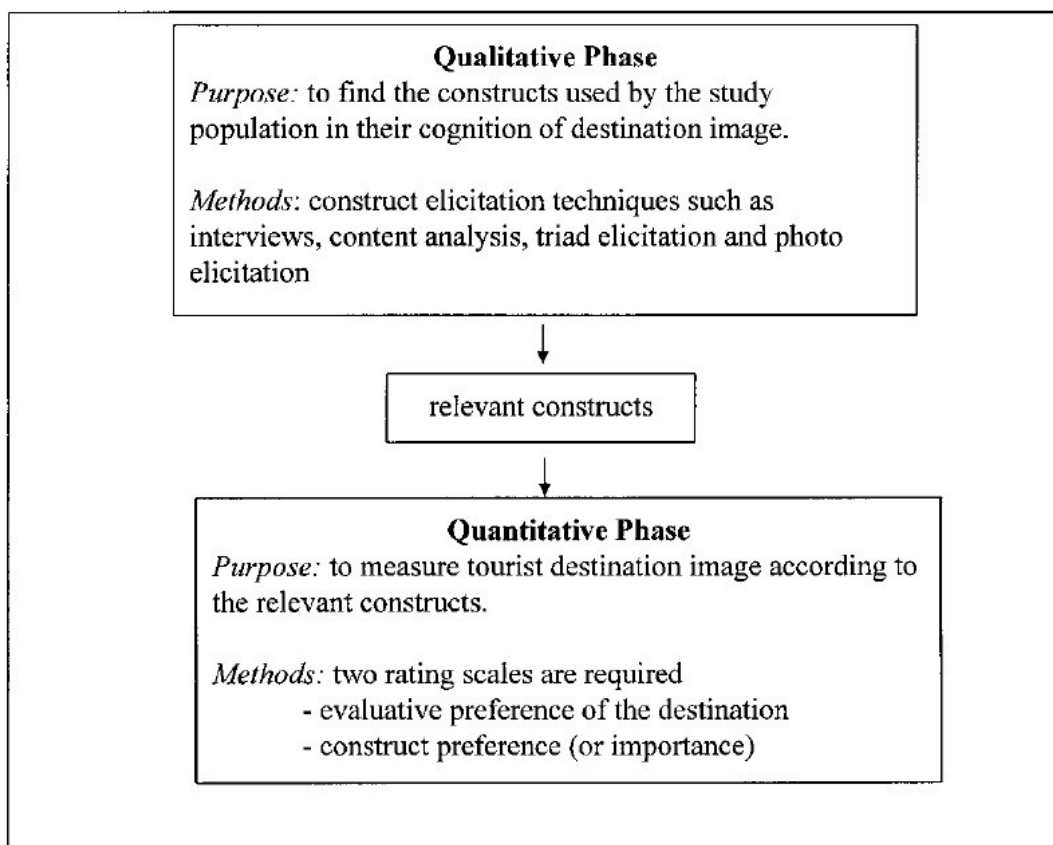 Qualitative Phase
Purpose: to find the constructs used by the study
population in their cognition of destination image.
Methods: construct elicitation techniques such as
interviews, content analysis, triad elicitation and photo
elicitation
relevant constructs
Quantitative Phase
Purpose: to measure tourist destination image according to
the relevant constructs.
Methods: two rating scales are required
- evaluative preference of the destination
- construct preference (or importance)